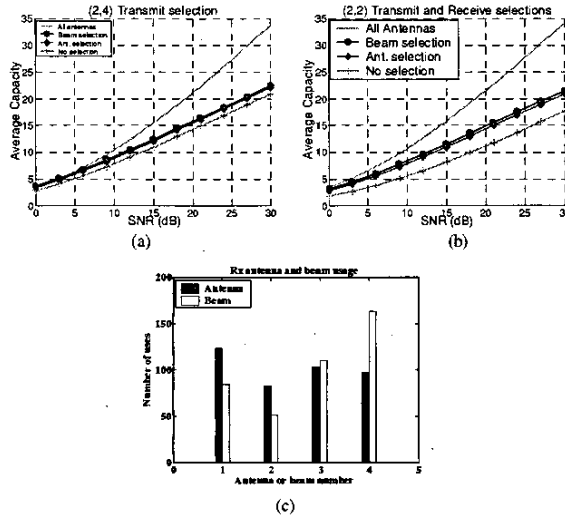 (2,4) Transmit selection
35
30
25
20
15
10
5
0
Average Capacity
All antennas
Beam selection
Ant. selection
No selection
0 5 10 15 20 25 30
SNR (dB)
(a)
(2,2) Transmit and Receive selections
35
30
25
20
15
10
5
0
Average Capacity
All Antennas
Beam selection
Ant. selection
No selection
0 5 10 15 20 25 30
SNR (dB)
(b)
Rx antenna and beam usage
200
150
100
50
0
Number of uses
Antenna
Beam
0 1 2 3 4 5
Antenna or beam number
(c)